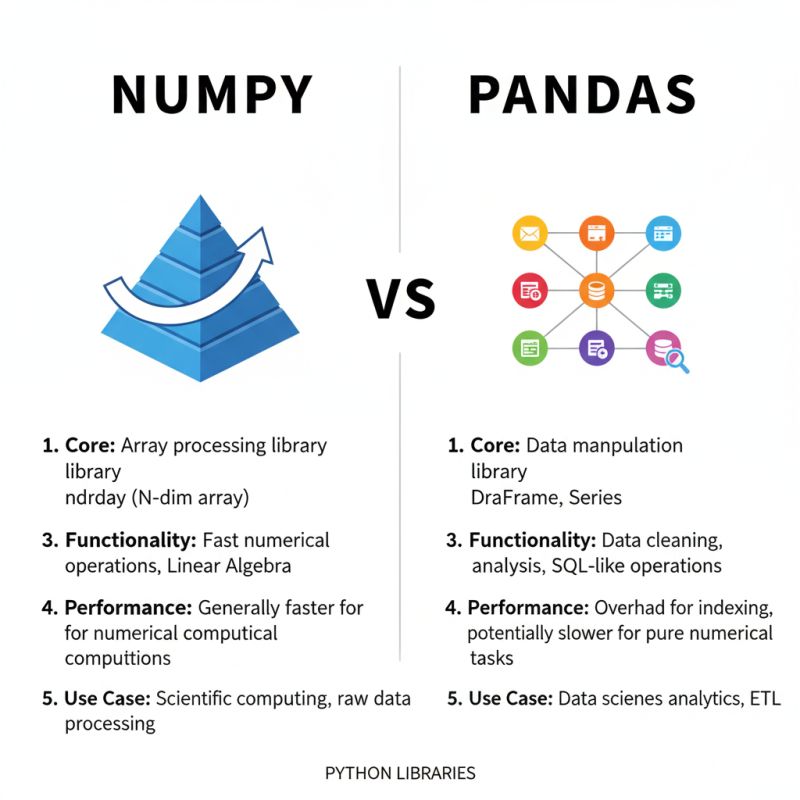 NUMPY
VS
PANDAS
1. Core: Array processing library
library
ndrday (N-dim array)
3. Functionality: Fast numerical
operations, Linear Algebra
4. Performance: Generally faster for
for numerical computical
computtions
5. Use Case: Scientific computing, raw data
processing
1. Core: Data manpulation
library
DraFrame, Series
3. Functionality: Data cleaning,
analysis, SQL-like operations
4. Performance: Overhad for indexing,
potentially slower for pure numerical
tasks
5. Use Case: Data scienes analytics, ETL
PYTHON LIBRARIES